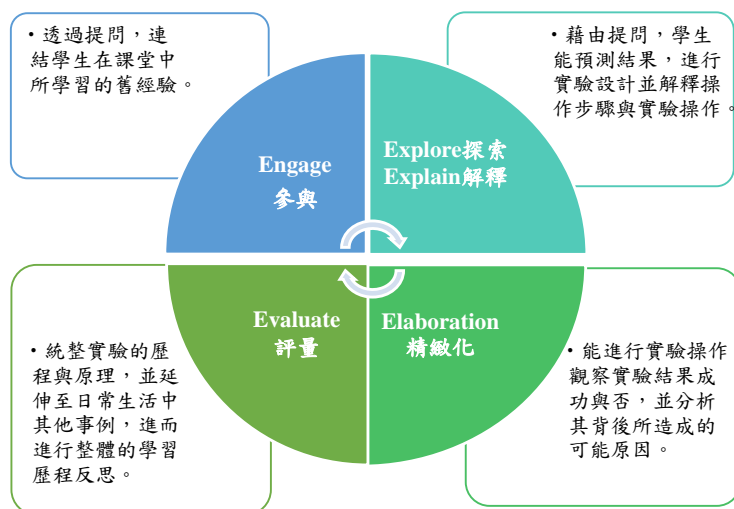 • 透過提問，連
結學生在課堂中
所學習的舊經驗。
• 藉由提問，學生
能預測結果，進行
實驗設計並解釋操
作步驟與實驗操作。
Engage
參與
Explore探索
Explain解釋
Evaluate
評量
Elaboration
精緻化
• 統整實驗的歷
程與原理，並延
伸至日常生活中
其他事例，進而
進行整體的學習
歷程反思。
• 能進行實驗操作
觀察實驗結果成
功與否，並分析
其背後所造成的
可能原因。